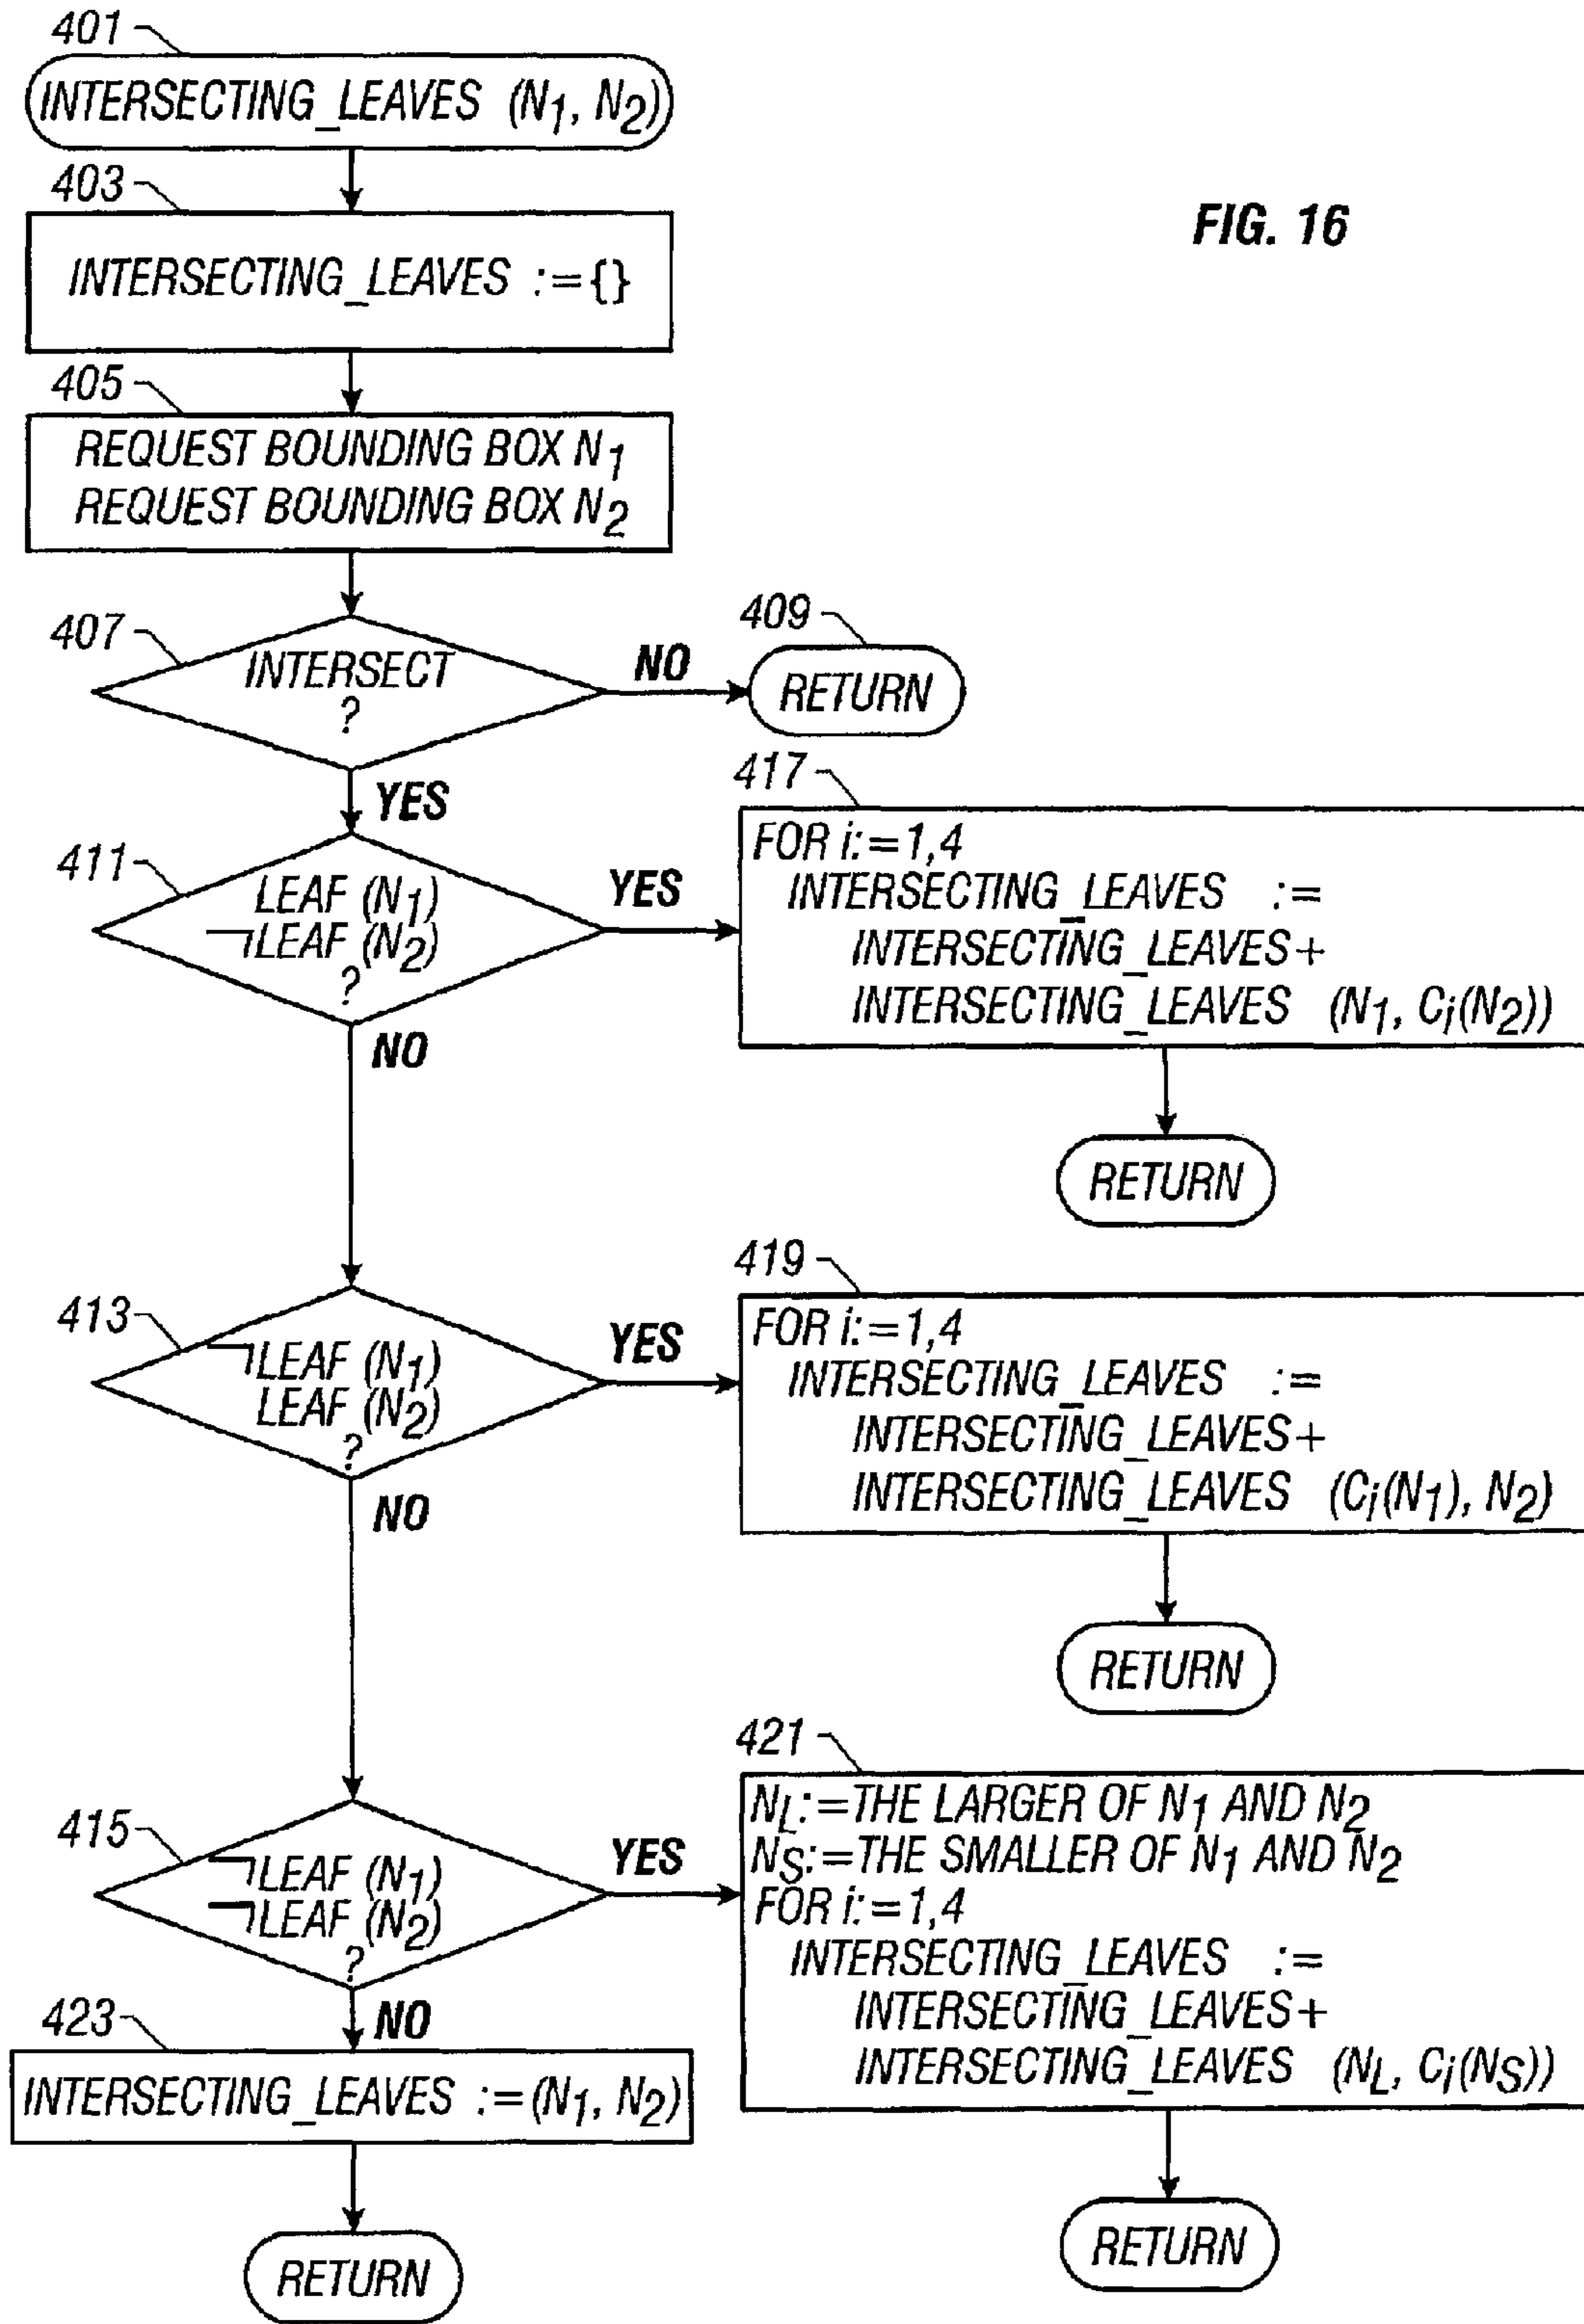 401
INTERSECTING_LEAVES (N1, N2)
403
INTERSECTING_LEAVES :={}
FIG. 16
405
REQUEST BOUNDING BOX N1
REQUEST BOUNDING BOX N2
407
INTERSECT
?
NO
409
RETURN
YES
411
LEAF (N1)
¬LEAF (N2)
?
YES
417
FOR i:=1,4
INTERSECTING_LEAVES :=
INTERSECTING_LEAVES+
INTERSECTING_LEAVES (N1, Ci(N2))
RETURN
NO
413
¬LEAF (N1)
LEAF (N2)
?
YES
419
FOR i:=1,4
INTERSECTING_LEAVES :=
INTERSECTING_LEAVES+
INTERSECTING_LEAVES (Ci(N1), N2)
RETURN
NO
415
¬LEAF (N1)
¬LEAF (N2)
?
YES
421
NL:=THE LARGER OF N1 AND N2
NS:=THE SMALLER OF N1 AND N2
FOR i:=1,4
INTERSECTING_LEAVES :=
INTERSECTING_LEAVES+
INTERSECTING_LEAVES (NL, Ci(NS))
RETURN
NO
423
INTERSECTING_LEAVES :=(N1, N2)
RETURN